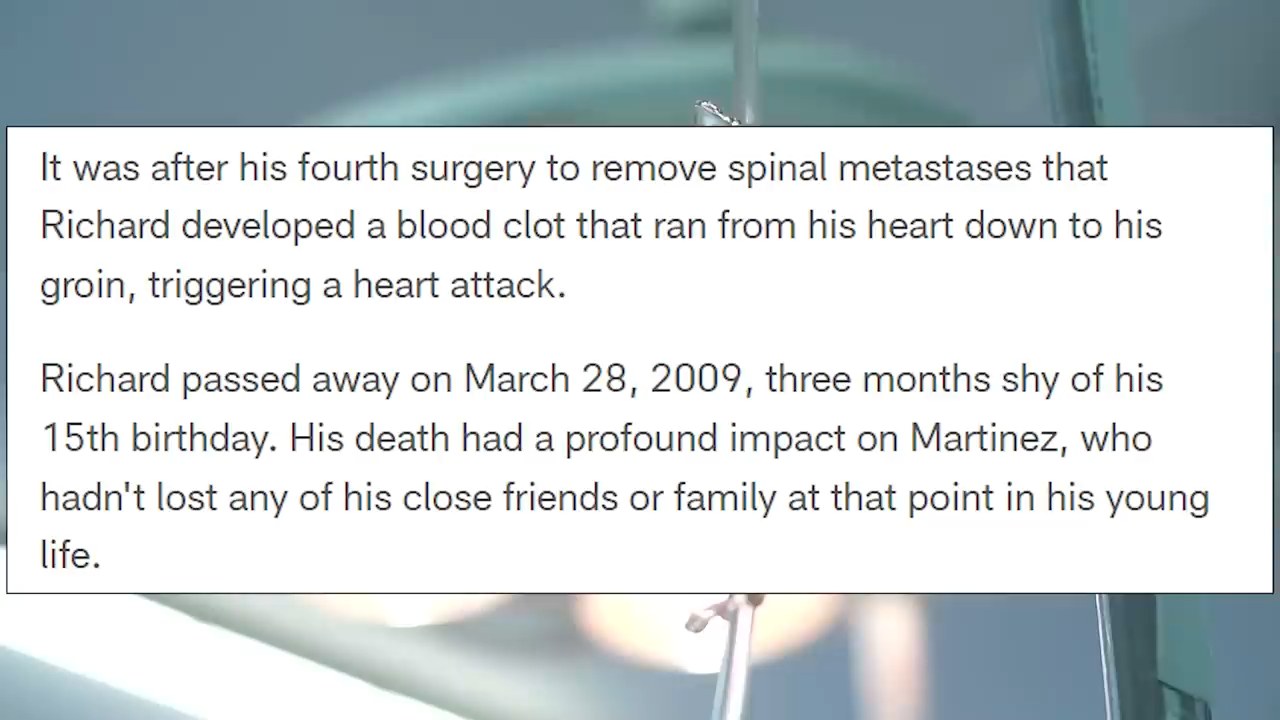 It was after his fourth surgery to remove spinal metastases that
Richard developed a blood clot that ran from his heart down to his
groin, triggering a heart attack.
Richard passed away on March 28, 2009, three months shy of his
15th birthday. His death had a profound impact on Martinez, who
hadn't lost any of his close friends or family at that point in his young
life.